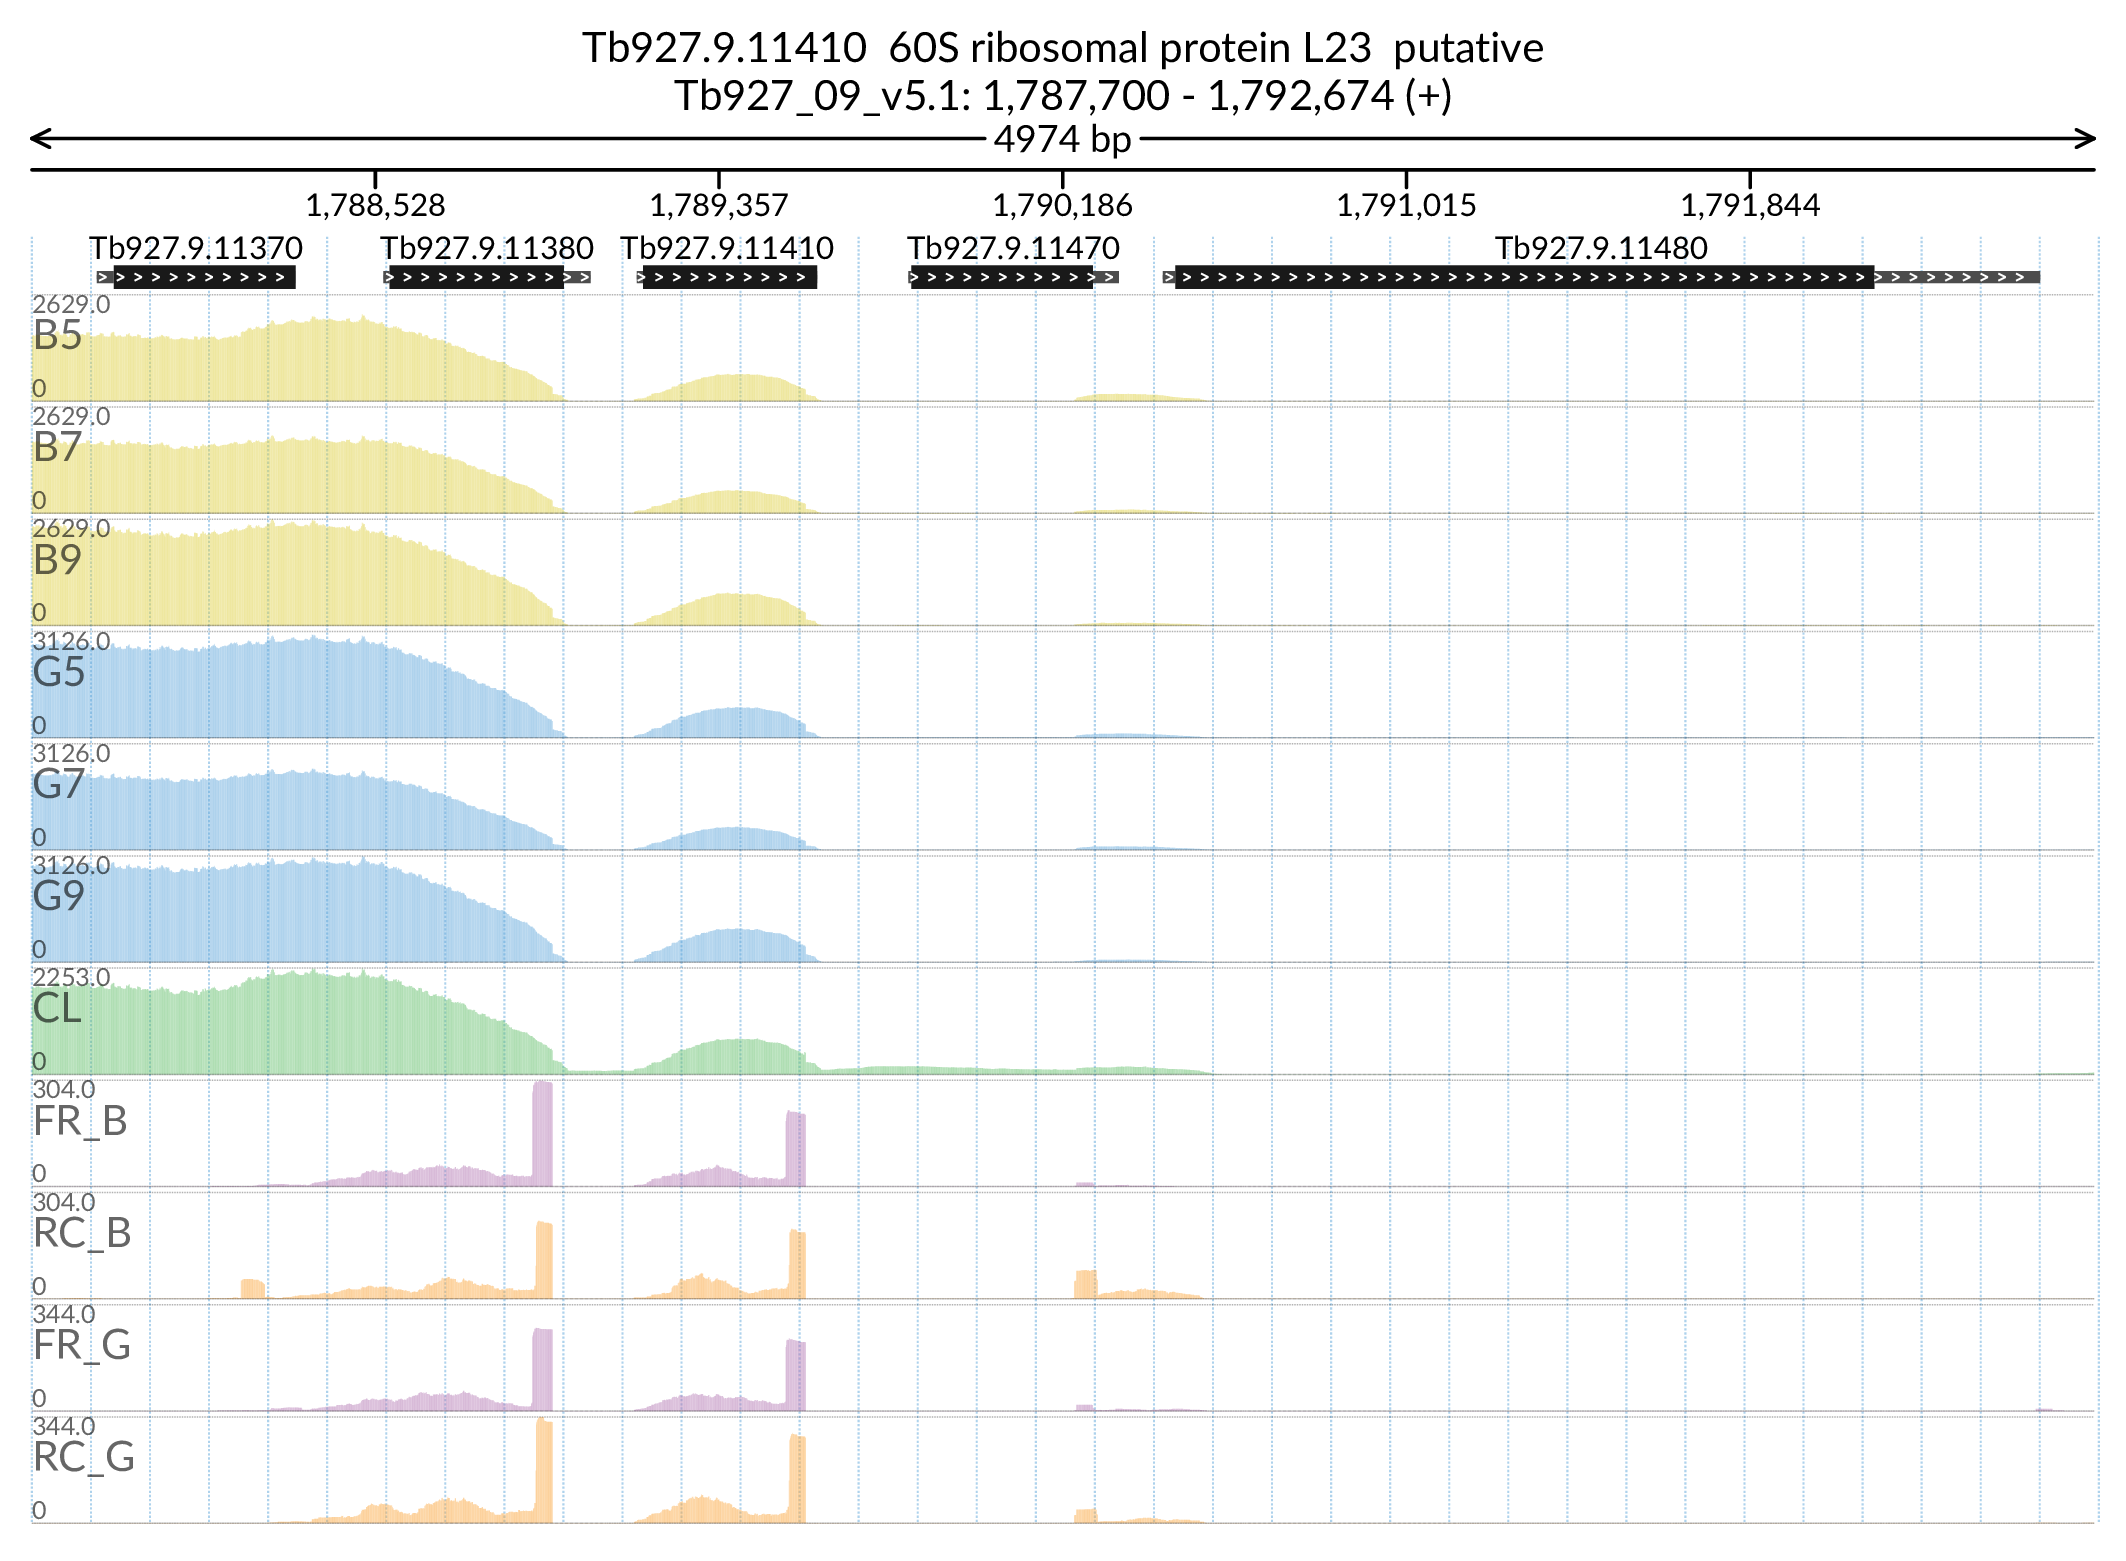 Tb927.9.11410 60S ribosomal protein L23 putative
Tb927_09_v5.1: 1,787,700 - 1,792,674 (+)
4974 bp
1,788,528 1,789,357 1,790,186 1,791,015 1,791,844
Tb927.9.11370 Tb927.9.11380 Tb927.9.11410 Tb927.9.11470 Tb927.9.11480
2629.0
B5
0
2629.0
B7
0
2629.0
B9
0
3126.0
G5
0
3126.0
G7
0
3126.0
G9
0
2253.0
CL
0
304.0
FR_B
0
304.0
RC_B
0
344.0
FR_G
0
344.0
RC_G
0